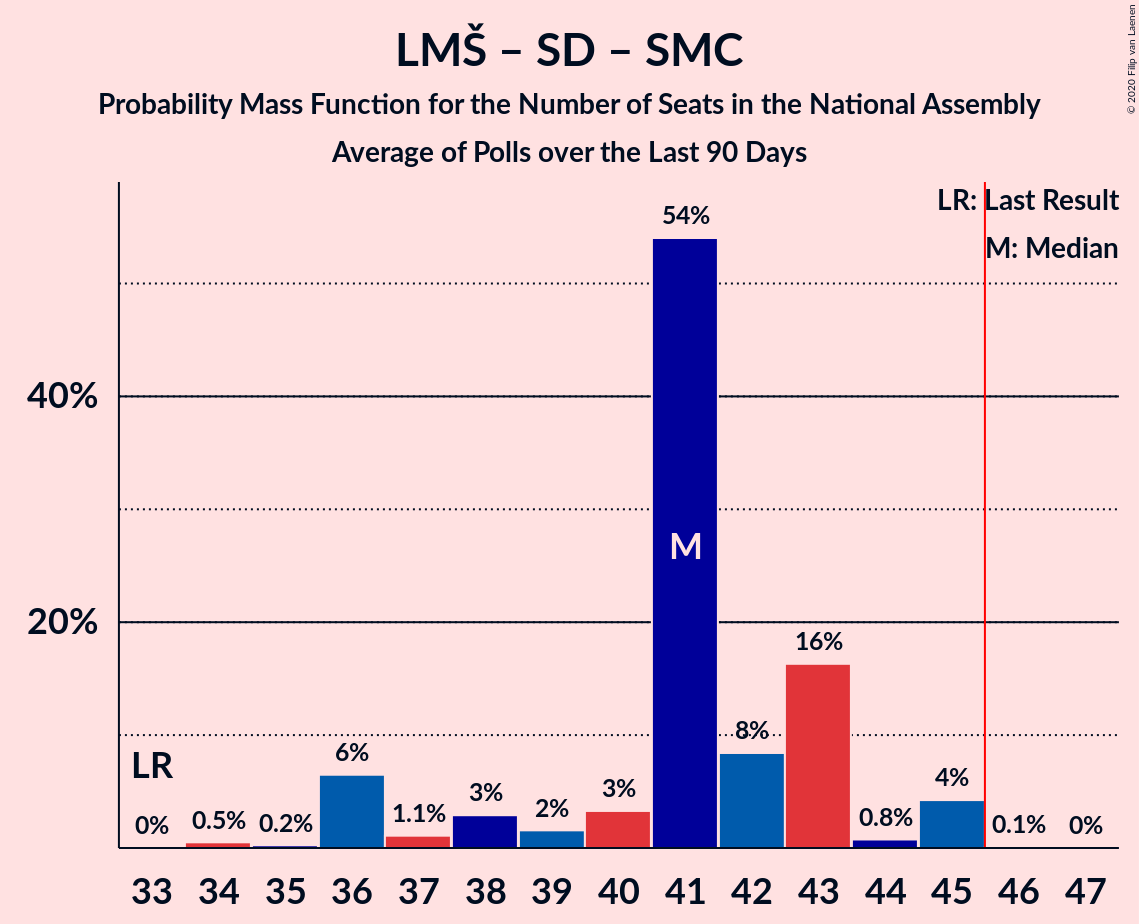 LMŠ – SD – SMC
Probability Mass Function for the Number of Seats in the National Assembly
Average of Polls over the Last 90 Days
© 2020 Filip van Laenen
LR: Last Result
M: Median
54%
40%
M
20%
16%
8%
6%
LR
4%
3%
3%
2%
1.1%
0.8%
0.5%
0.2%
0.1%
0%
0%
33 34 35 36 37 38 39 40 41 42 43 44 45 46 47